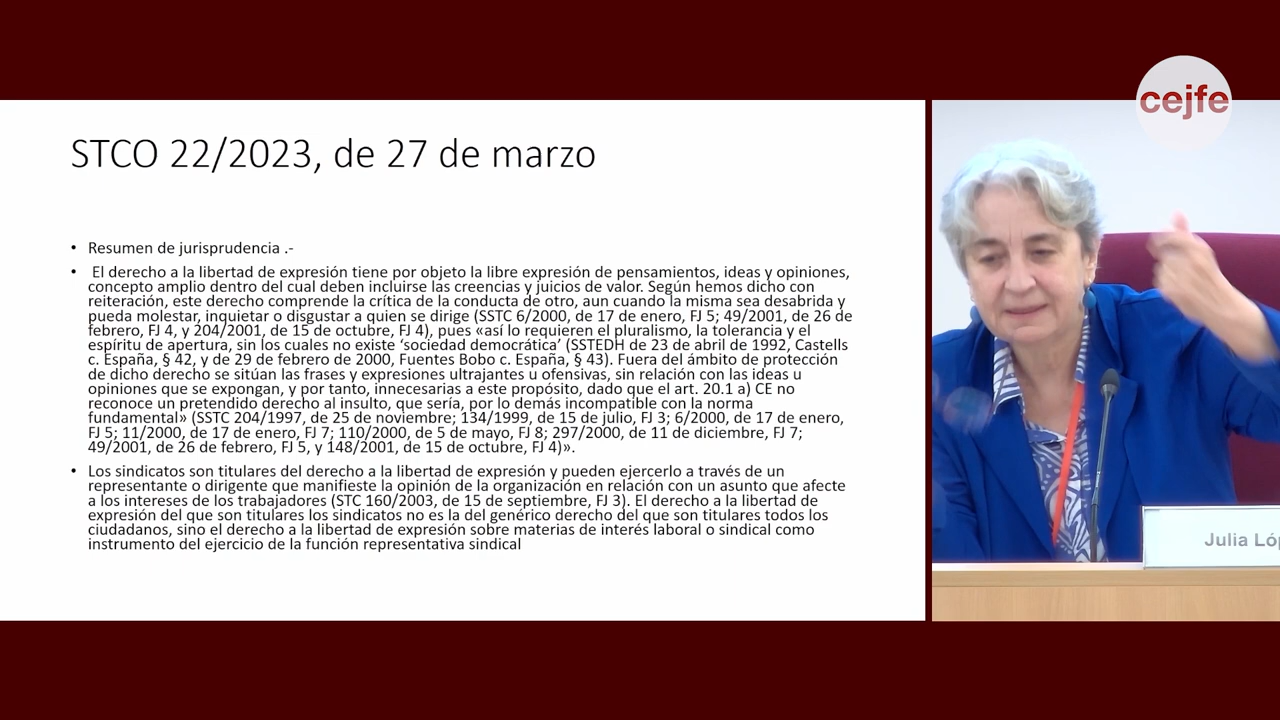 cejfe
STCO 22/2023, de 27 de marzo
• Resumen de jurisprudencia .-
• El derecho a la libertad de expresión tiene por objeto la libre expresión de pensamientos, ideas y opiniones,
concepto amplio dentro del cual deben incluirse las creencias y juicios de valor. Según hemos dicho con
reiteración, este derecho comprende la crítica de la conducta de otro, aun cuando la misma sea desabrida y
pueda molestar, inquietar o disgustar a quien se dirige (SSTC 6/2000, de 17 de enero, FJ 5; 49/2001, de 26 de
febrero, FJ 4, y 204/2001, de 15 de octubre, FJ 4), pues «así lo requieren el pluralismo, la tolerancia y el
espíritu de apertura, sin los cuales no existe ‘sociedad democrática’ (SSTEDH de 23 de abril de 1992, Castells
c. España, § 42, y de 29 de febrero de 2000, Fuentes Bobo c. España, § 43). Fuera del ámbito de protección
de dicho derecho se sitúan las frases y expresiones ultrajantes u ofensivas, sin relación con las ideas u
opiniones que se expongan, y por tanto, innecesarias a este propósito, dado que el art. 20.1 a) CE no
reconoce un pretendido derecho al insulto, que sería, por lo demás incompatible con la norma
fundamental» (SSTC 204/1997, de 25 de noviembre; 134/1999, de 15 de julio, FJ 3; 6/2000, de 17 de enero,
FJ 5; 11/2000, de 17 de enero, FJ 7; 110/2000, de 5 de mayo, FJ 8; 297/2000, de 11 de diciembre, FJ 7;
49/2001, de 26 de febrero, FJ 5, y 148/2001, de 15 de octubre, FJ 4)».
• Los sindicatos son titulares del derecho a la libertad de expresión y pueden ejercerlo a través de un
representante o dirigente que manifieste la opinión de la organización en relación con un asunto que afecte
a los intereses de los trabajadores (STC 160/2003, de 15 de septiembre, FJ 3). El derecho a la libertad de
expresión del que son titulares los sindicatos no es la del genérico derecho del que son titulares todos los
ciudadanos, sino el derecho a la libertad de expresión sobre materias de interés laboral o sindical como
instrumento del ejercicio de la función representativa sindical
Julia Ló